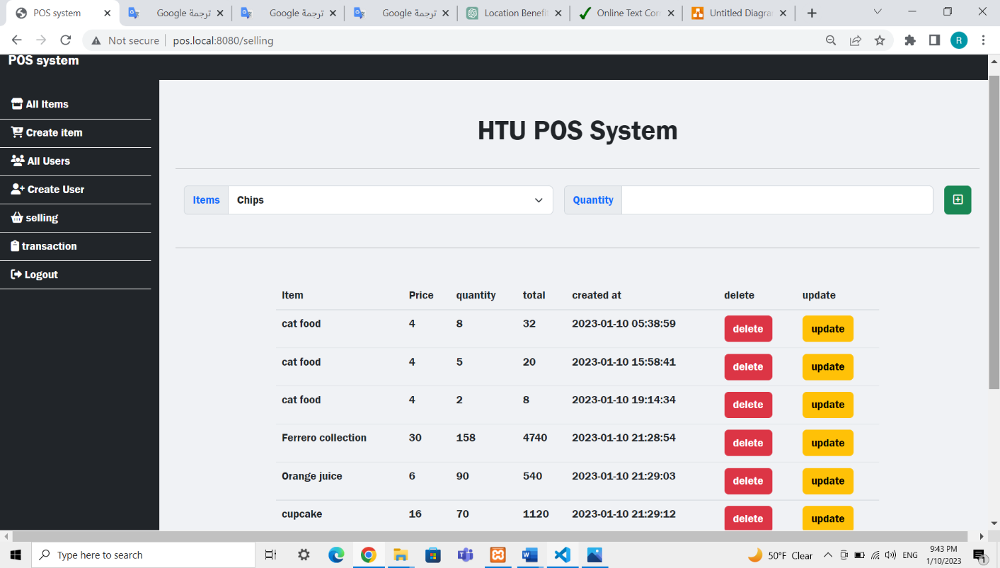 POS system
Google ترجمة
Google ترجمة
Google ترجمة
Location Benefi
Online Text Cor
Untitled Diagra
Not secure
pos.local:8080/selling
R
POS system
All Items
Create item
All Users
Create User
selling
transaction
Logout
HTU POS System
Items Chips Quantity
Item Price quantity total created at delete update
cat food 4 8 32 2023-01-10 05:38:59 delete update
cat food 4 5 20 2023-01-10 15:58:41 delete update
cat food 4 2 8 2023-01-10 19:14:34 delete update
Ferrero collection 30 158 4740 2023-01-10 21:28:54 delete update
Orange juice 6 90 540 2023-01-10 21:29:03 delete update
cupcake 16 70 1120 2023-01-10 21:29:12 delete update
Type here to search
50°F Clear
ENG
9:43 PM
1/10/2023
1